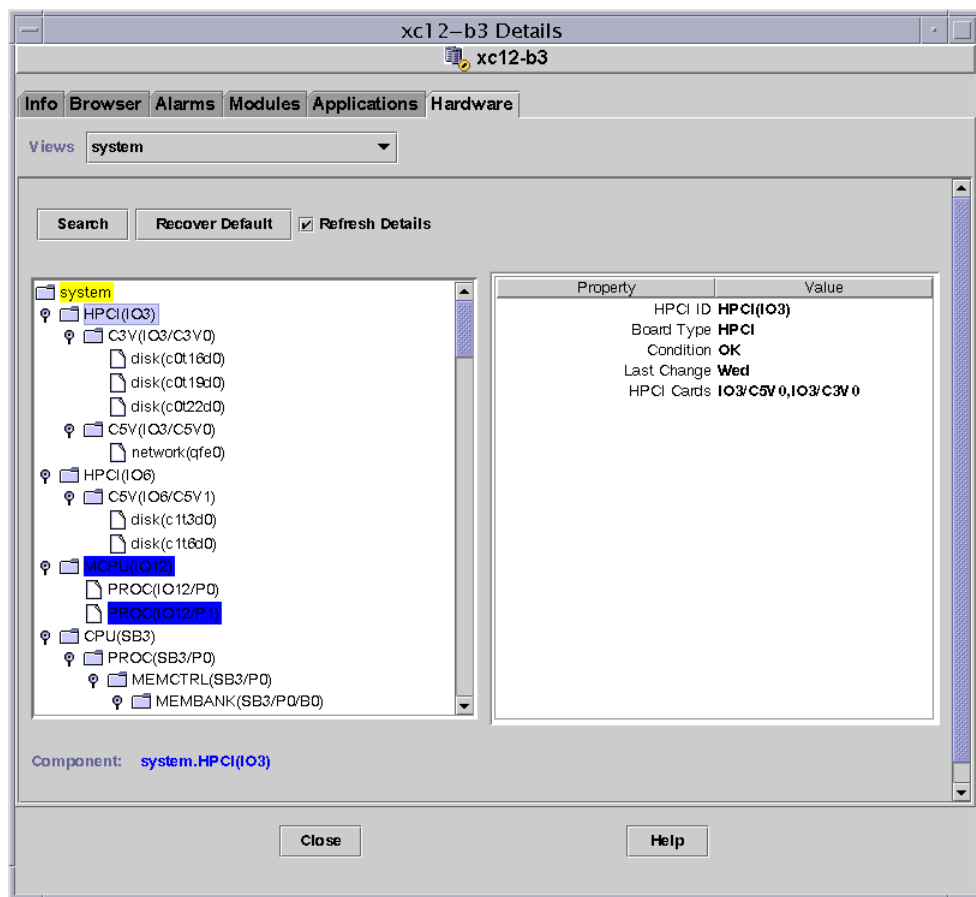 xc12-b3 Details
xc12-b3
Info Browser Alarms Modules Applications Hardware
Views system
Search Recover Default Refresh Details
system
HPCI(IO3)
C3V(IO3/C3V0)
disk(c0t16d0)
disk(c0t19d0)
disk(c0t22d0)
C5V(IO3/C5V0)
network(qfe0)
HPCI(IO6)
C5V(IO6/C5V1)
disk(c1t3d0)
disk(c1t6d0)
MCPU(IO12)
PROC(IO12/P0)
PROC(IO12/P1)
CPU(SB3)
PROC(SB3/P0)
MEMCTRL(SB3/P0)
MEMBANK(SB3/P0/B0)
Property Value
HPCI ID HPCI(IO3)
Board Type HPCI
Condition OK
Last Change Wed
HPCI Cards IO3/C5V0,IO3/C3V0
Component: system.HPCI(IO3)
Close Help